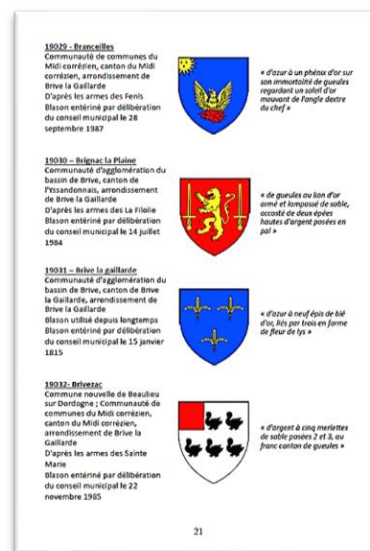 19029 - Branceilles
Communauté de communes du
Midi corrézien, canton du Midi
corrézien, arrondissement de
Brive la Gaillarde
D'après les armes des Fenis
Blason entériné par délibération
du conseil municipal le 28
septembre 1987
« d'azur à un phénix d'or sur
son immortalité de gueules
regardant un soleil d'or
mouvant de l'angle dextre
du chef »
19030 – Brignac la Plaine
Communauté d'agglomération du
bassin de Brive, canton de
l'Yssandonnais, arrondissement
de Brive la Gaillarde
D'après les armes des La Filolie
Blason entériné par délibération
du conseil municipal le 14 juillet
1984
« de gueules au lion d'or
armé et lampassé de sable,
accosté de deux épées
hautes d'argent posées en
pal »
19031 – Brive la gaillarde
Communauté d'agglomération du
bassin de Brive, canton de Brive
la Gaillarde, arrondissement de
Brive la Gaillarde
Blason utilisé depuis longtemps
Blason entériné par délibération
du conseil municipal le 15 janvier
1815
« d'azur à neuf épis de blé
d'or, liés par trois en forme
de fleur de lys »
19032- Brivezac
Commune nouvelle de Beaulieu
sur Dordogne ; Communauté de
communes du Midi corrézien,
canton du Midi corrézien,
arrondissement de Brive la
Gaillarde
D'après les armes des Sainte
Marie
Blason entériné par délibération
du conseil municipal le 22
novembre 1985
« d'argent à cinq merlettes
de sable posées 2 et 3, au
franc canton de gueules »
21